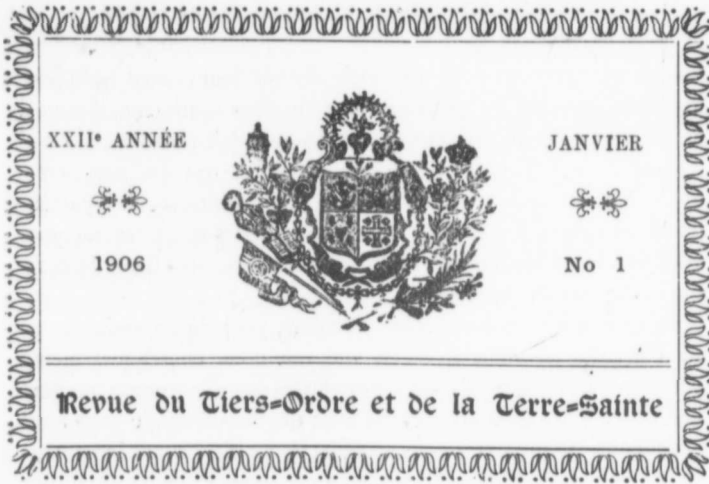 XXIIe ANNÉE
JANVIER
1906
No 1
Revue du Tiers-Ordre et de la Terre-Sainte